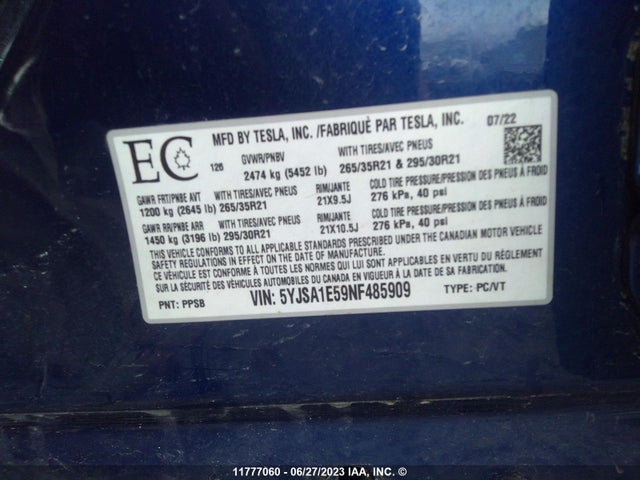 MFD BY TESLA, INC. /FABRIQUÈ PAR TESLA, INC. 07/22
EC 126 GVWR/PNBV WITH TIRES/AVEC PNEUS
2474 kg (5452 lb) 265/35R21 & 295/30R21
GAWR FRT/PNBE AVT WITH TIRES/AVEC PNEUS RIM/JANTE COLD TIRE PRESSURE/PRESSION DES PNEUS À FROID
1200 kg (2645 lb) 265/35R21 21X9.5J 276 kPa, 40 psi
GAWR RR/PNBE ARR WITH TIRES/AVEC PNEUS RIM/JANTE COLD TIRE PRESSURE/PRESSION DES PNEUS À FROID
1450 kg (3196 lb) 295/30R21 21X10.5J 276 kPa, 40 psi
THIS VEHICLE CONFORMS TO ALL APPLICABLE STANDARDS PRESCRIBED UNDER THE CANADIAN MOTOR VEHICLE
SAFETY REGULATIONS IN EFFECT ON THE DATE OF MANUFACTURE.
CE VÉHICULE EST CONFORME À TOUTES LES NORMES QUI LUI SONT APPLICABLES EN VERTU DU RÈGLEMENT
SUR LA SÉCURITÉ DES VÉHICULES AUTOMOBILES DU CANADA EN VIGUEUR À LA DATE DE SA FABRICATION.
PNT: PPSB VIN: 5YJSA1E59NF485909 TYPE: PC/VT
11777060 - 06/27/2023 IAA, INC. ©